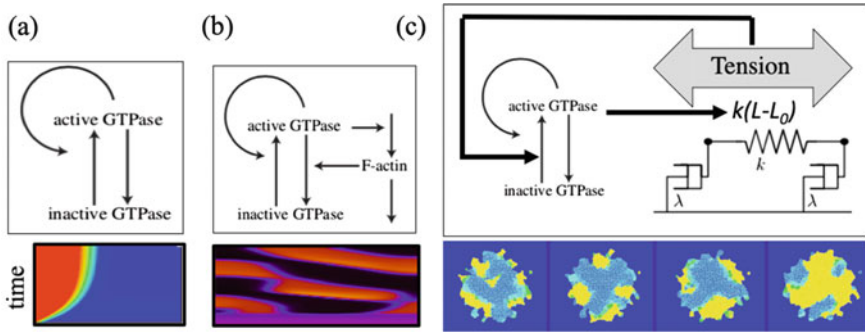 (a)
active GTPase
inactive GTPase
time
(b)
active GTPase
F-actin
inactive GTPase
(c)
Tension
active GTPase
k(L-L₀)
inactive GTPase
k
λ
λ